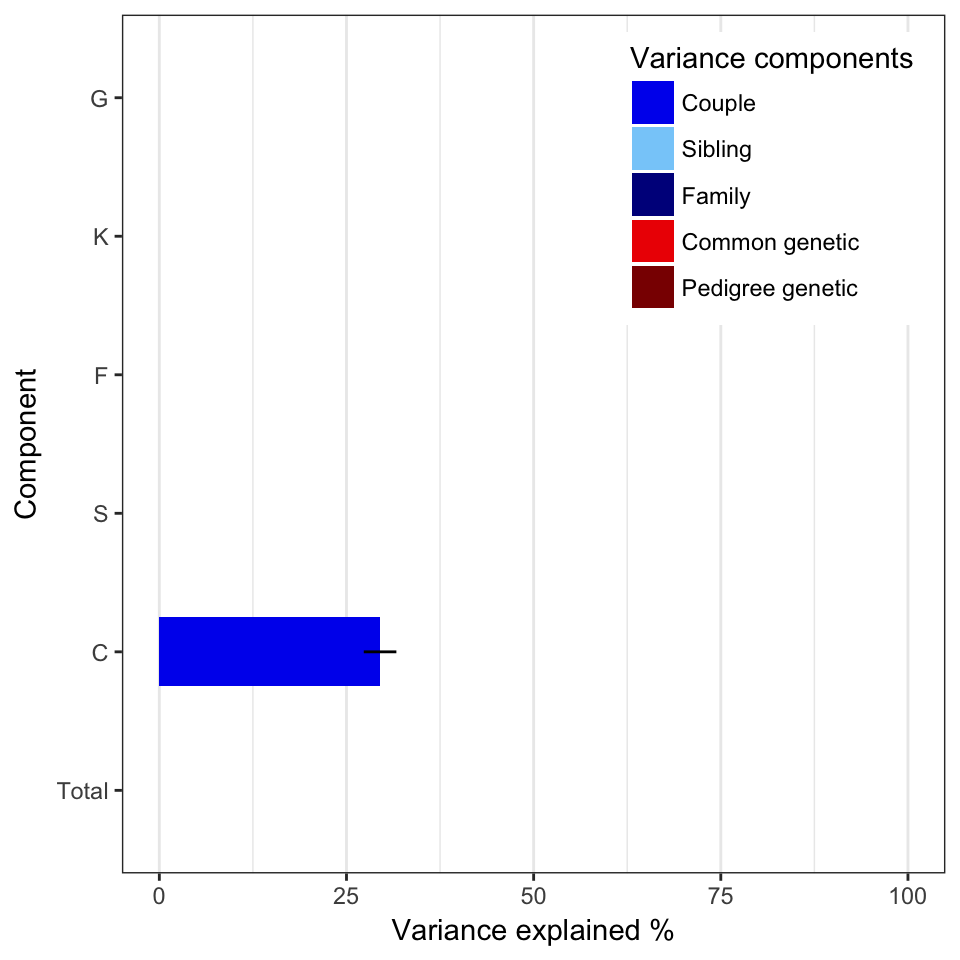 Variance components
Couple
Sibling
Family
Common genetic
Pedigree genetic
G
K
F
S
C
Total
Component
0 25 50 75 100
Variance explained %